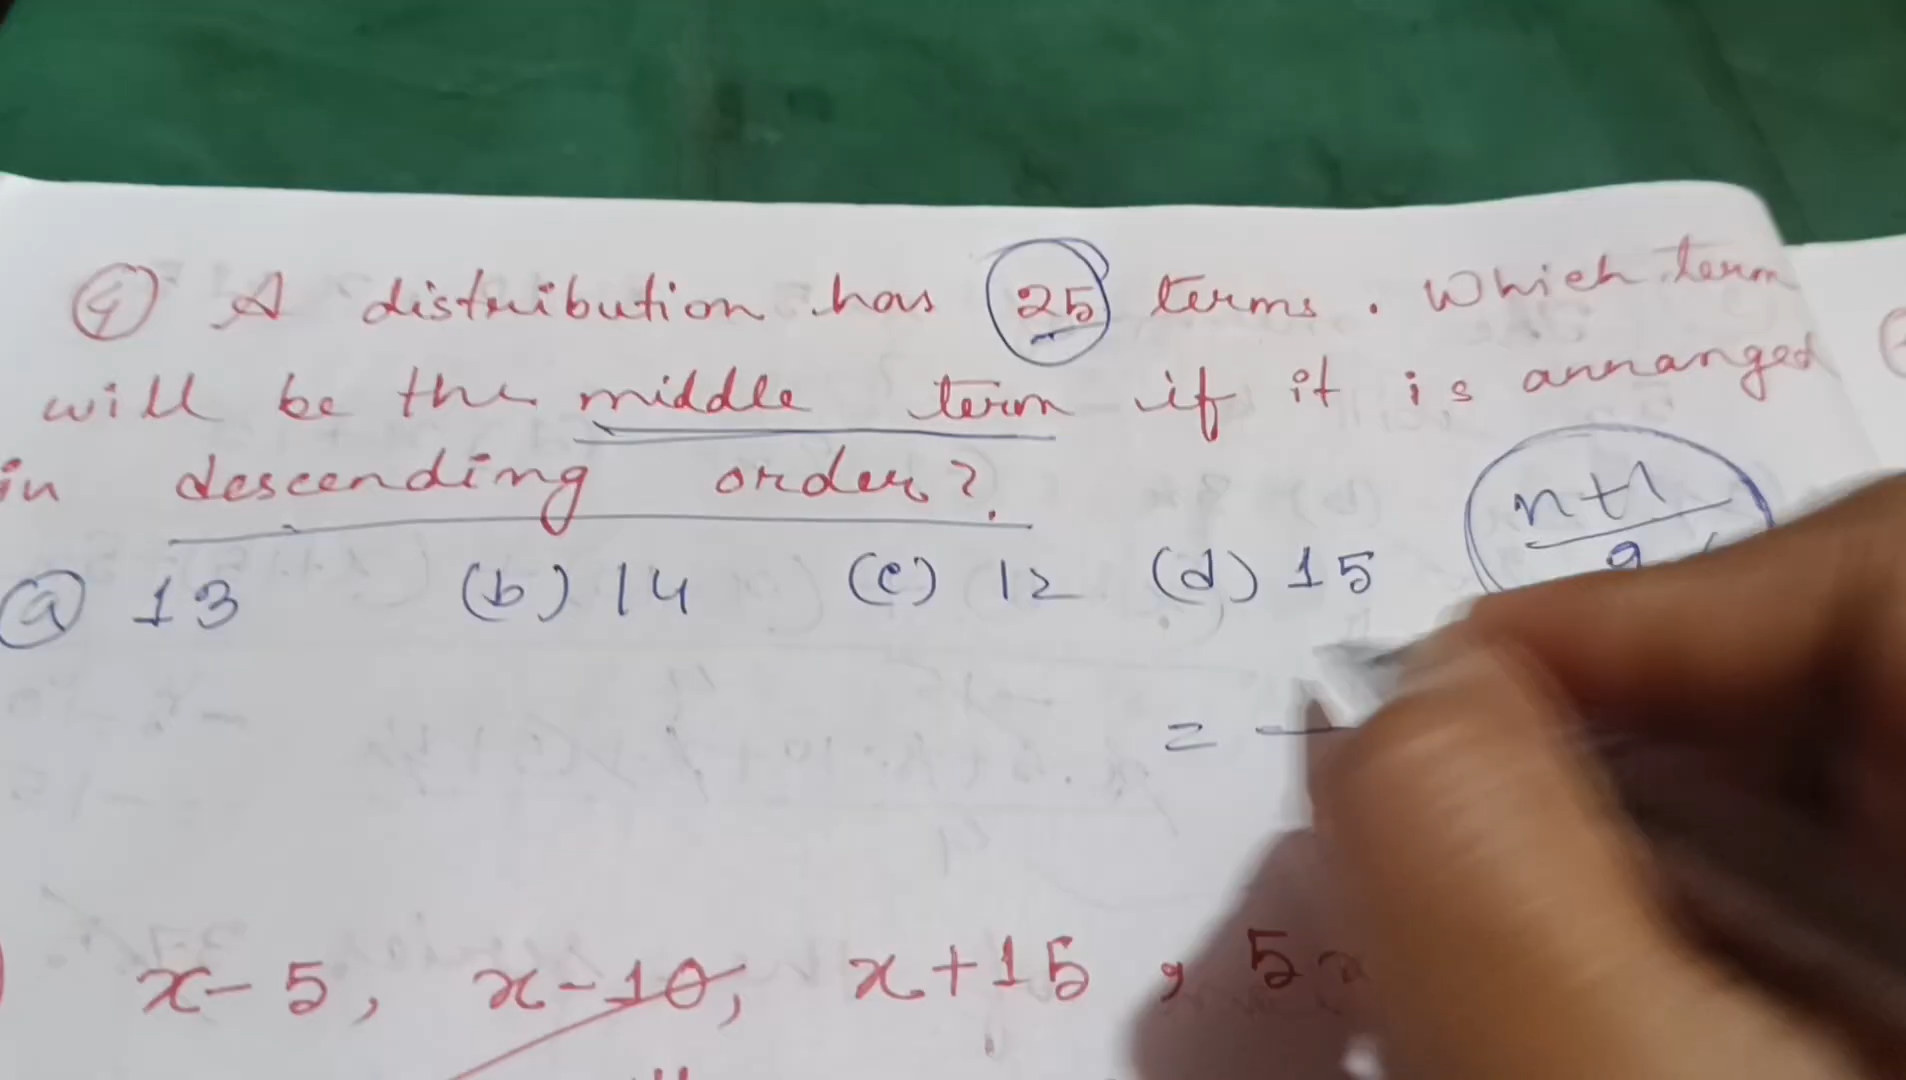 ④ A distribution has 25 terms. Which term
will be the middle term if it is arranged
in descending order?
ⓐ 13 (b) 14 (c) 12 (d) 15
n+1
2
=
x-5, x-10, x+15, 5